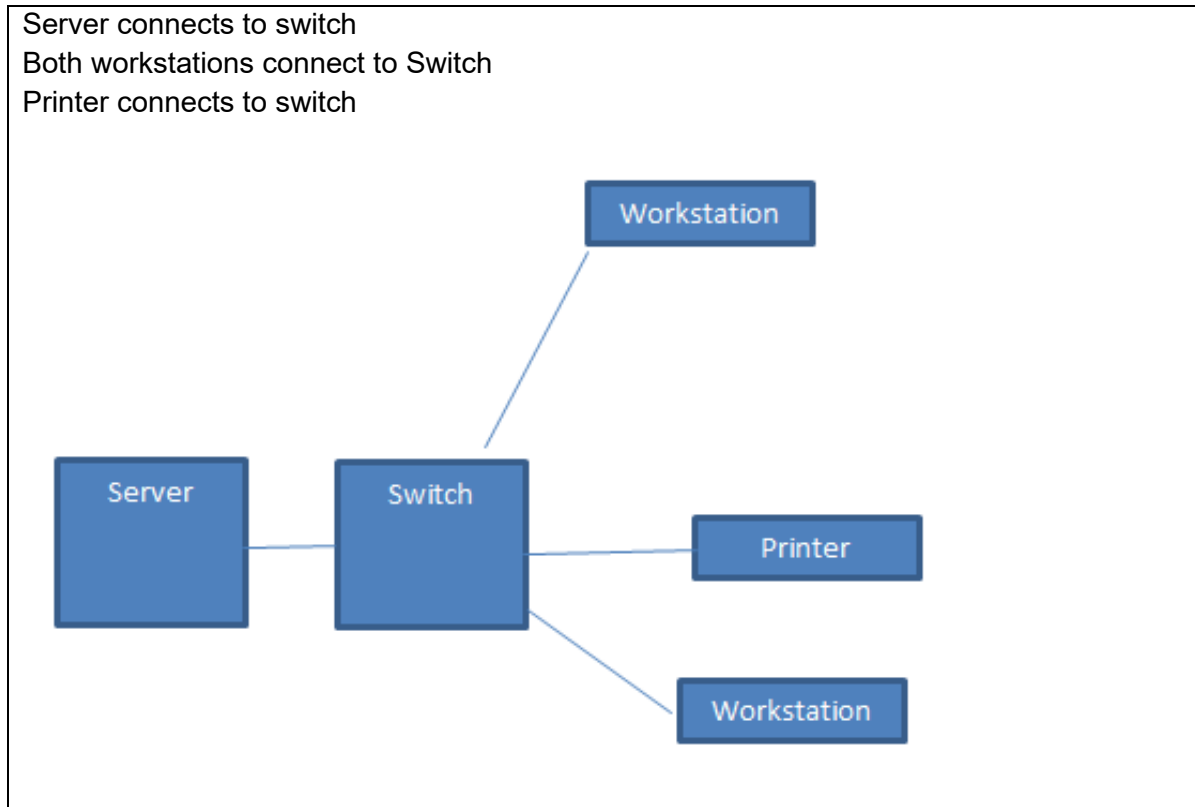 Server connects to switch
Both workstations connect to Switch
Printer connects to switch
Workstation
Server
Switch
Printer
Workstation